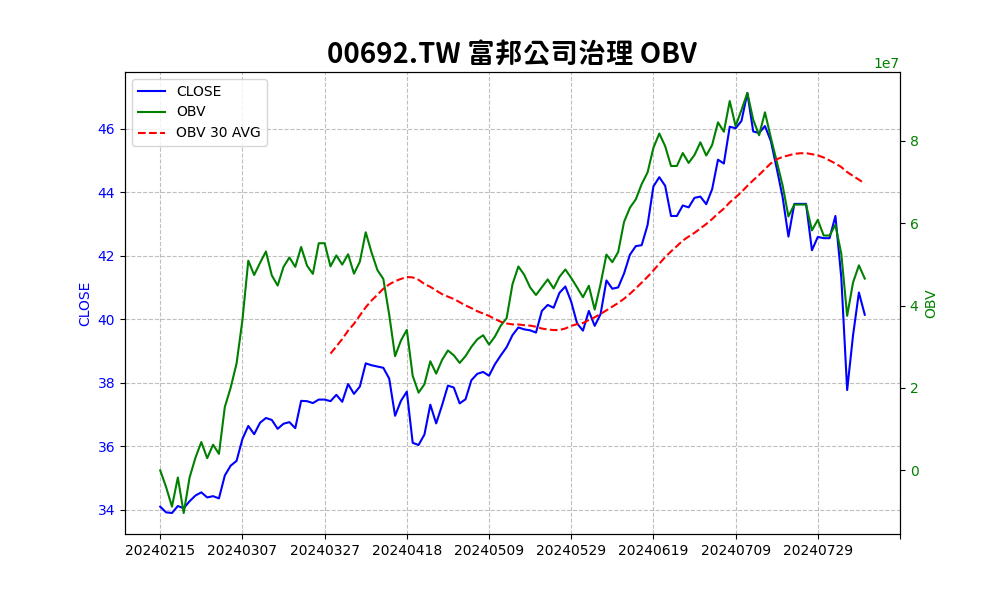 00692.TW 富邦公司治理 OBV
1e7
CLOSE
OBV
OBV 30 AVG
46
44
42
40
38
36
34
CLOSE
8
6
4
2
0
OBV
20240215 20240307 20240327 20240418 20240509 20240529 20240619 20240709 20240729